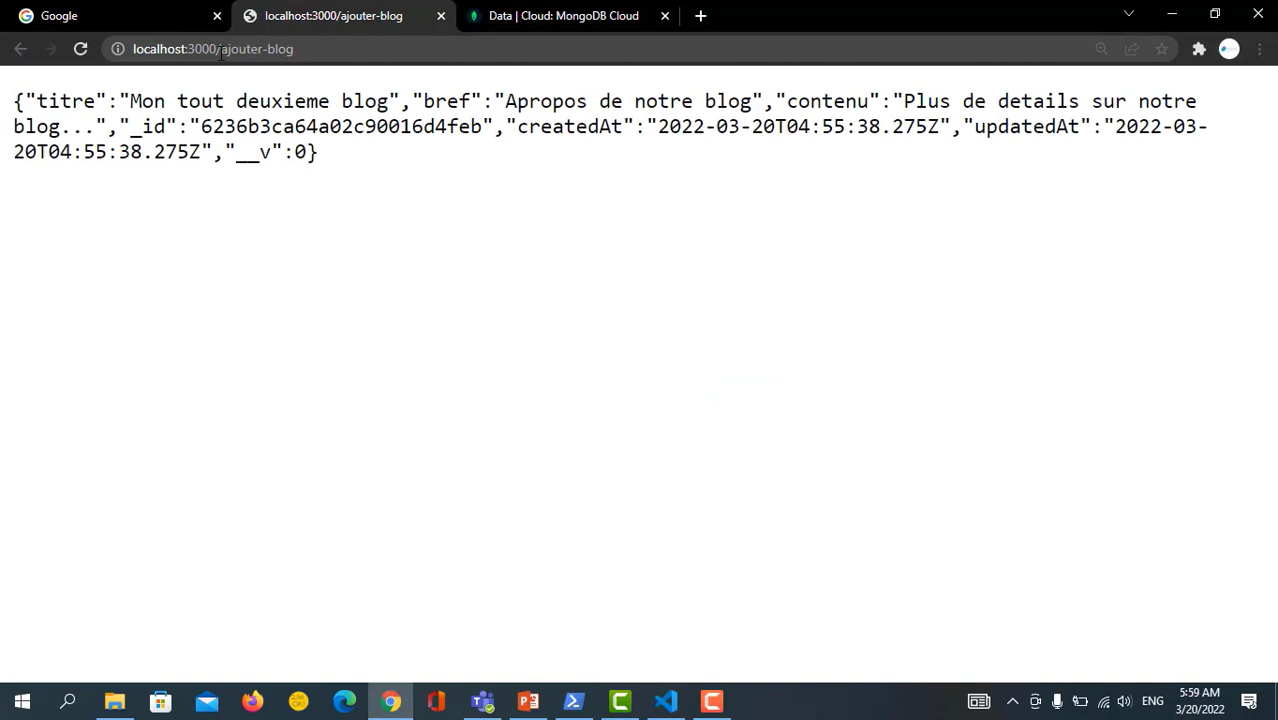 Google
localhost:3000/ajouter-blog
Data | Cloud: MongoDB Cloud
localhost:3000/ajouter-blog
{"titre":"Mon tout deuxieme blog","bref":"Apropos de notre blog","contenu":"Plus de details sur notre
blog...","_id":"6236b3ca64a02c90016d4feb","createdAt":"2022-03-20T04:55:38.275Z","updatedAt":"2022-03-
20T04:55:38.275Z","__v":0}
ENG
5:59 AM
3/20/2022